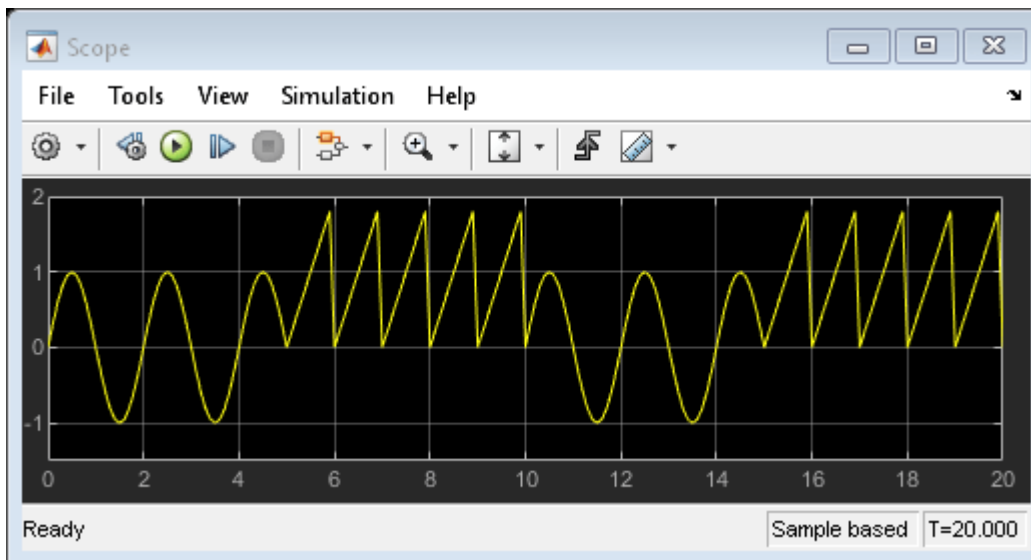 Scope
File Tools View Simulation Help
2
1
0
-1
0 2 4 6 8 10 12 14 16 18 20
Ready Sample based T=20.000